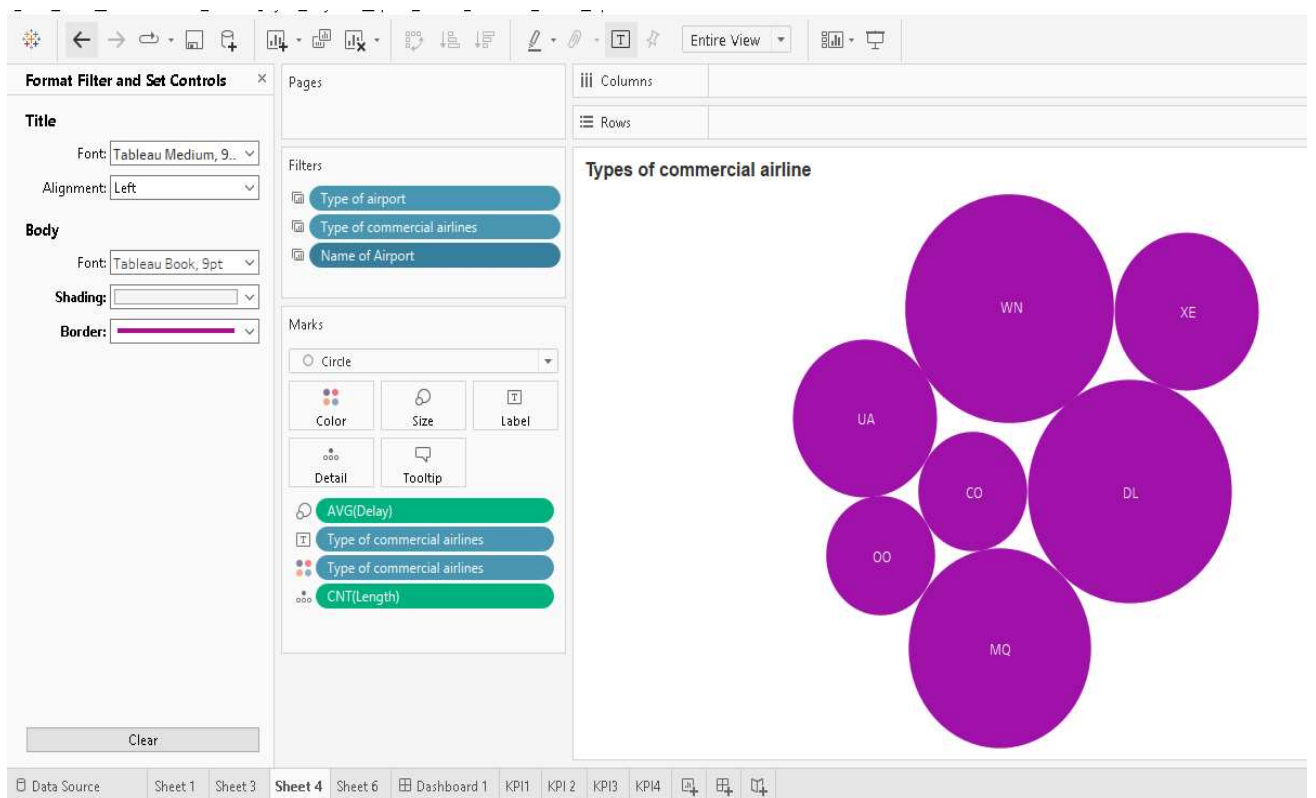 Entire View
Format Filter and Set Controls
Title
Font: Tableau Medium, 9..
Alignment: Left
Body
Font: Tableau Book, 9pt
Shading:
Border:
Clear
Pages
Filters
Type of airport
Type of commercial airlines
Name of Airport
Marks
Circle
Color Size Label
Detail Tooltip
AVG(Delay)
Type of commercial airlines
Type of commercial airlines
CNT(Length)
Columns
Rows
Types of commercial airline
WN
XE
UA
CO
DL
OO
MQ
Data Source Sheet 1 Sheet 3 Sheet 4 Sheet 6 Dashboard 1 KPI1 KPI 2 KPI3 KPI4